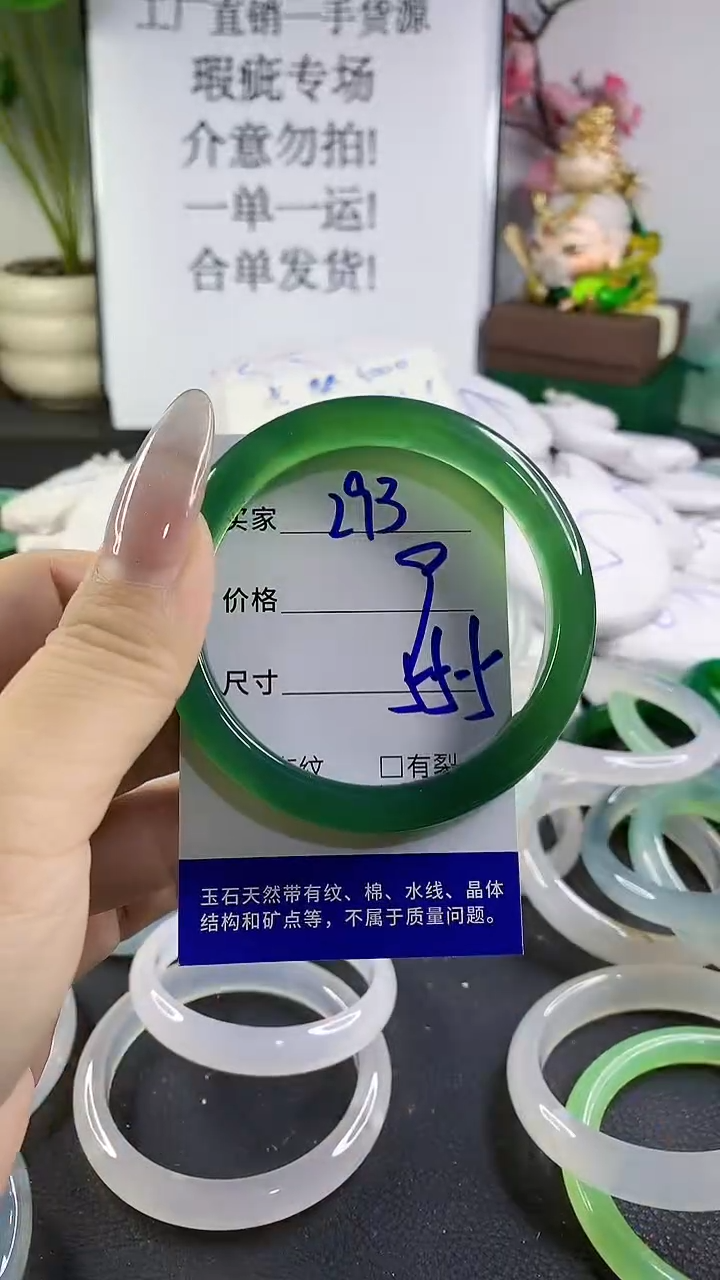 工厂直销一手货源
瑕疵专场
介意勿拍!
一单一运!
合单发货!
买家 293
价格
尺寸
纹 □有裂
玉石天然带有纹、棉、水线、晶体
结构和矿点等，不属于质量问题。